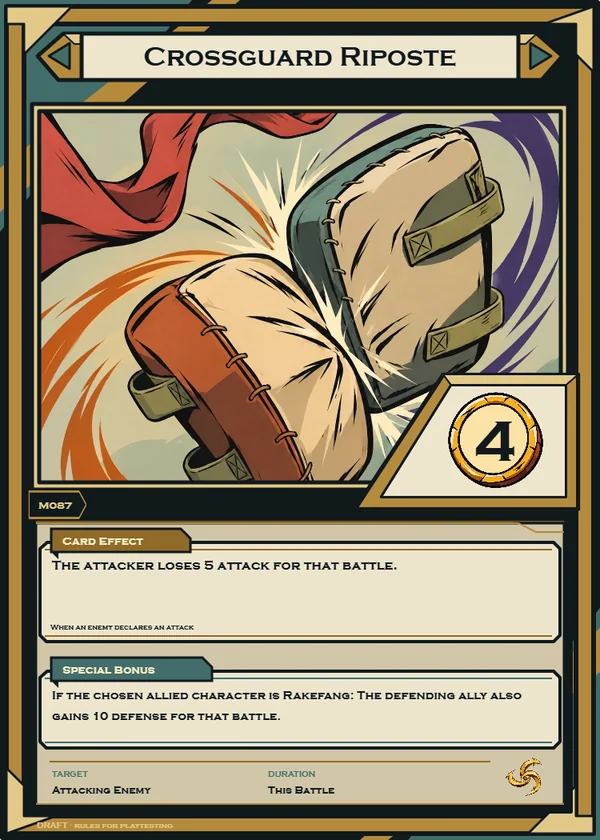 Crossguard Riposte
4
M087
Card Effect
The attacker loses 5 attack for that battle.
When an enemy declares an attack
Special Bonus
If the chosen allied character is Rakefang: The defending ally also
gains 10 defense for that battle.
Target
Duration
Attacking Enemy
This Battle
DRAFT · Rules for playtesting